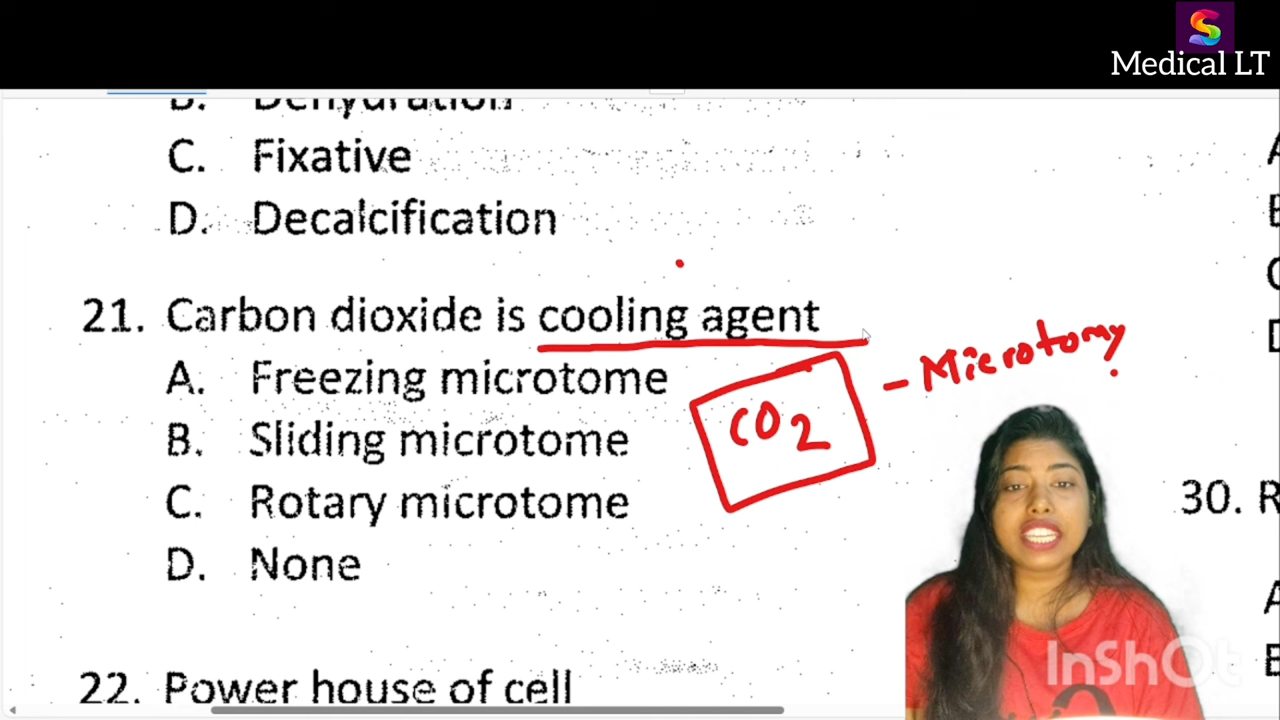 Medical LT
B. Dehydration
C. Fixative
D. Decalcification
21. Carbon dioxide is cooling agent
A. Freezing microtome
CO2 - Microtomy
B. Sliding microtome
C. Rotary microtome
D. None
22. Power house of cell
30. R
InShOt